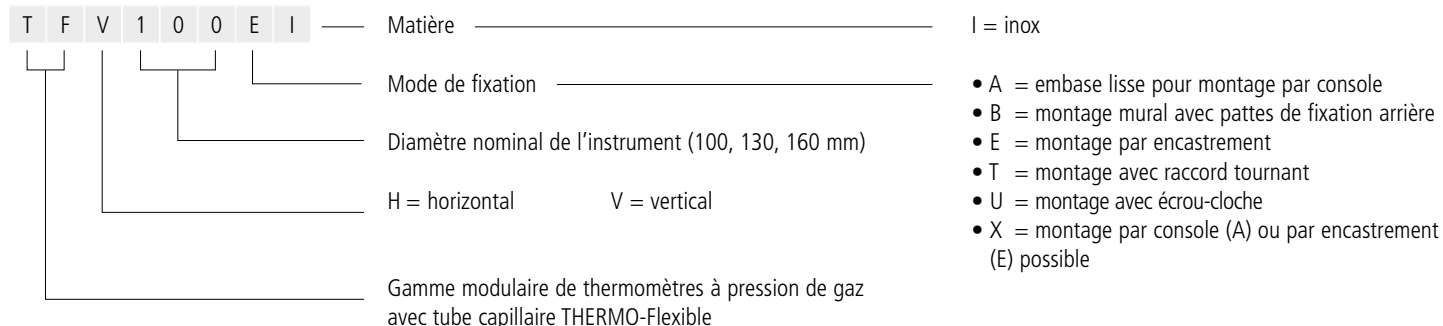 T F V 1 0 0 E I
Matière
I = inox
Mode de fixation
• A = embase lisse pour montage par console
• B = montage mural avec pattes de fixation arrière
• E = montage par encastrement
• T = montage avec raccord tournant
• U = montage avec écrou-cloche
• X = montage par console (A) ou par encastrement
(E) possible
Diamètre nominal de l'instrument (100, 130, 160 mm)
H = horizontal V = vertical
Gamme modulaire de thermomètres à pression de gaz
avec tube capillaire THERMO-Flexible